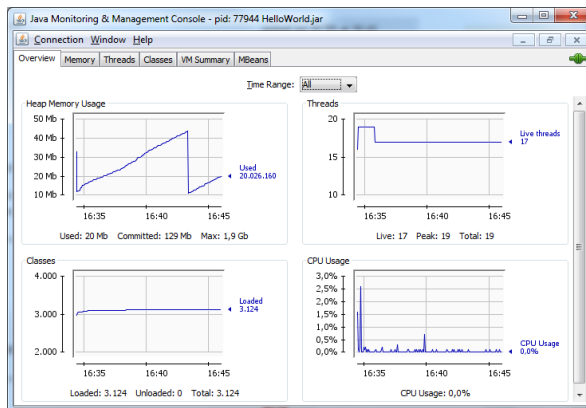 Java Monitoring & Management Console - pid: 77944 HelloWorld.jar
Connection Window Help
Overview Memory Threads Classes VM Summary MBeans
Time Range: All
Heap Memory Usage
50 Mb
40 Mb
30 Mb
20 Mb
10 Mb
Used
20.026.160
16:35 16:40 16:45
Used: 20 Mb Committed: 129 Mb Max: 1,9 Gb
Threads
20
15
10
Live threads
17
16:35 16:40 16:45
Live: 17 Peak: 19 Total: 19
Classes
4.000
3.000
2.000
Loaded
3.124
16:35 16:40 16:45
Loaded: 3.124 Unloaded: 0 Total: 3.124
CPU Usage
3,0%
2,5%
2,0%
1,5%
1,0%
0,5%
0,0%
CPU Usage
0,0%
16:35 16:40 16:45
CPU Usage: 0,0%